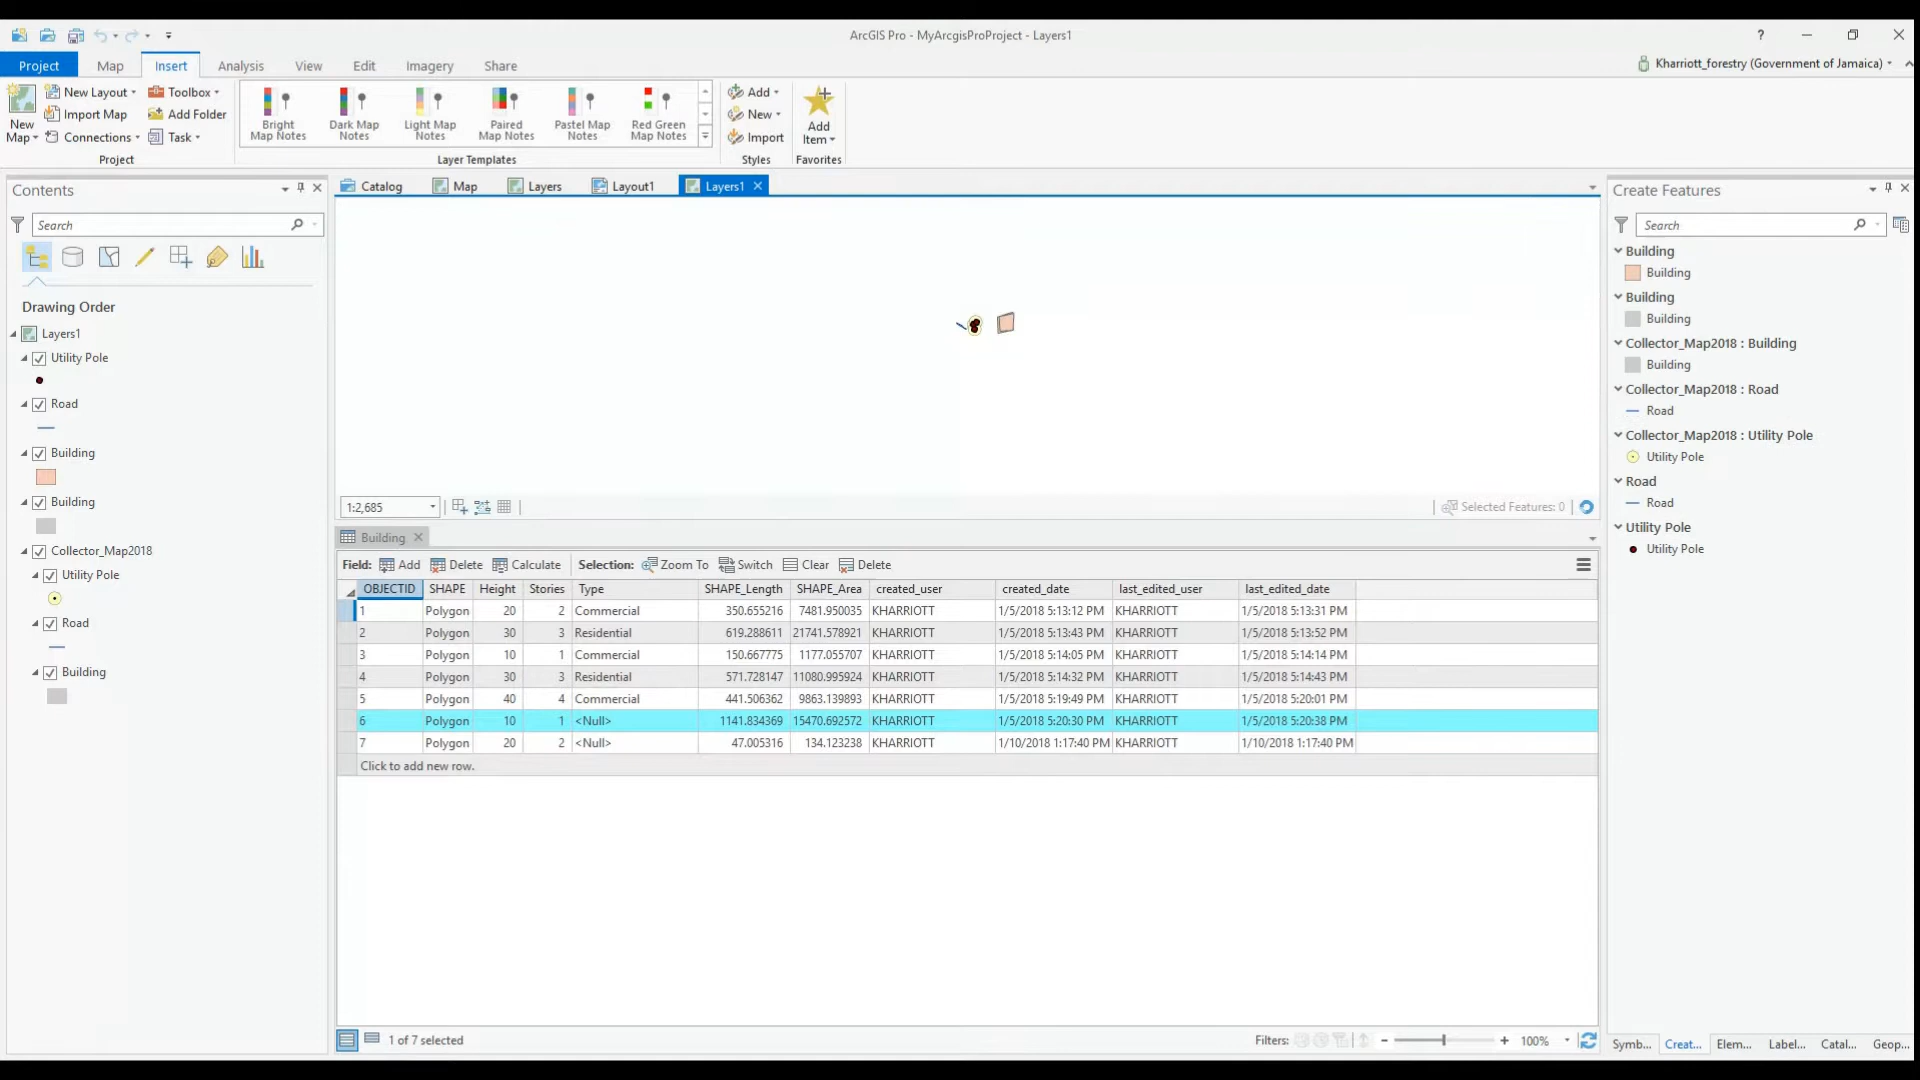 ArcGIS Pro - MyArcgisProProject - Layers1
?
Project Map Insert Analysis View Edit Imagery Share
Kharriott_forestry (Government of Jamaica)
New Map
New Layout
Import Map
Connections
Toolbox
Add Folder
Task
Project
Bright Map Notes
Dark Map Notes
Light Map Notes
Paired Map Notes
Pastel Map Notes
Red Green Map Notes
Layer Templates
Add
New
Import
Styles
Add Item
Favorites
Contents
Search
Drawing Order
Layers1
Utility Pole
Road
Building
Building
Collector_Map2018
Utility Pole
Road
Building
Catalog Map Layers Layout1 Layers1
1:2,685
Selected Features: 0
Building
Field: Add Delete Calculate Selection: Zoom To Switch Clear Delete
OBJECTID SHAPE Height Stories Type SHAPE_Length SHAPE_Area created_user created_date last_edited_user last_edited_date
1 Polygon 20 2 Commercial 350.655216 7481.950035 KHARRIOTT 1/5/2018 5:13:12 PM KHARRIOTT 1/5/2018 5:13:31 PM
2 Polygon 30 3 Residential 619.288611 21741.578921 KHARRIOTT 1/5/2018 5:13:43 PM KHARRIOTT 1/5/2018 5:13:52 PM
3 Polygon 10 1 Commercial 150.667775 1177.055707 KHARRIOTT 1/5/2018 5:14:05 PM KHARRIOTT 1/5/2018 5:14:14 PM
4 Polygon 30 3 Residential 571.728147 11080.995924 KHARRIOTT 1/5/2018 5:14:32 PM KHARRIOTT 1/5/2018 5:14:43 PM
5 Polygon 40 4 Commercial 441.506362 9863.139893 KHARRIOTT 1/5/2018 5:19:49 PM KHARRIOTT 1/5/2018 5:20:01 PM
6 Polygon 10 1 <Null> 1141.834369 15470.692572 KHARRIOTT 1/5/2018 5:20:30 PM KHARRIOTT 1/5/2018 5:20:38 PM
7 Polygon 20 2 <Null> 47.005316 134.123238 KHARRIOTT 1/10/2018 1:17:40 PM KHARRIOTT 1/10/2018 1:17:40 PM
Click to add new row.
1 of 7 selected
Filters:
100%
Create Features
Search
Building
Building
Building
Building
Collector_Map2018 : Building
Building
Collector_Map2018 : Road
Road
Collector_Map2018 : Utility Pole
Utility Pole
Road
Road
Utility Pole
Utility Pole
Symb... Creat... Elem... Label... Catal... Geop...